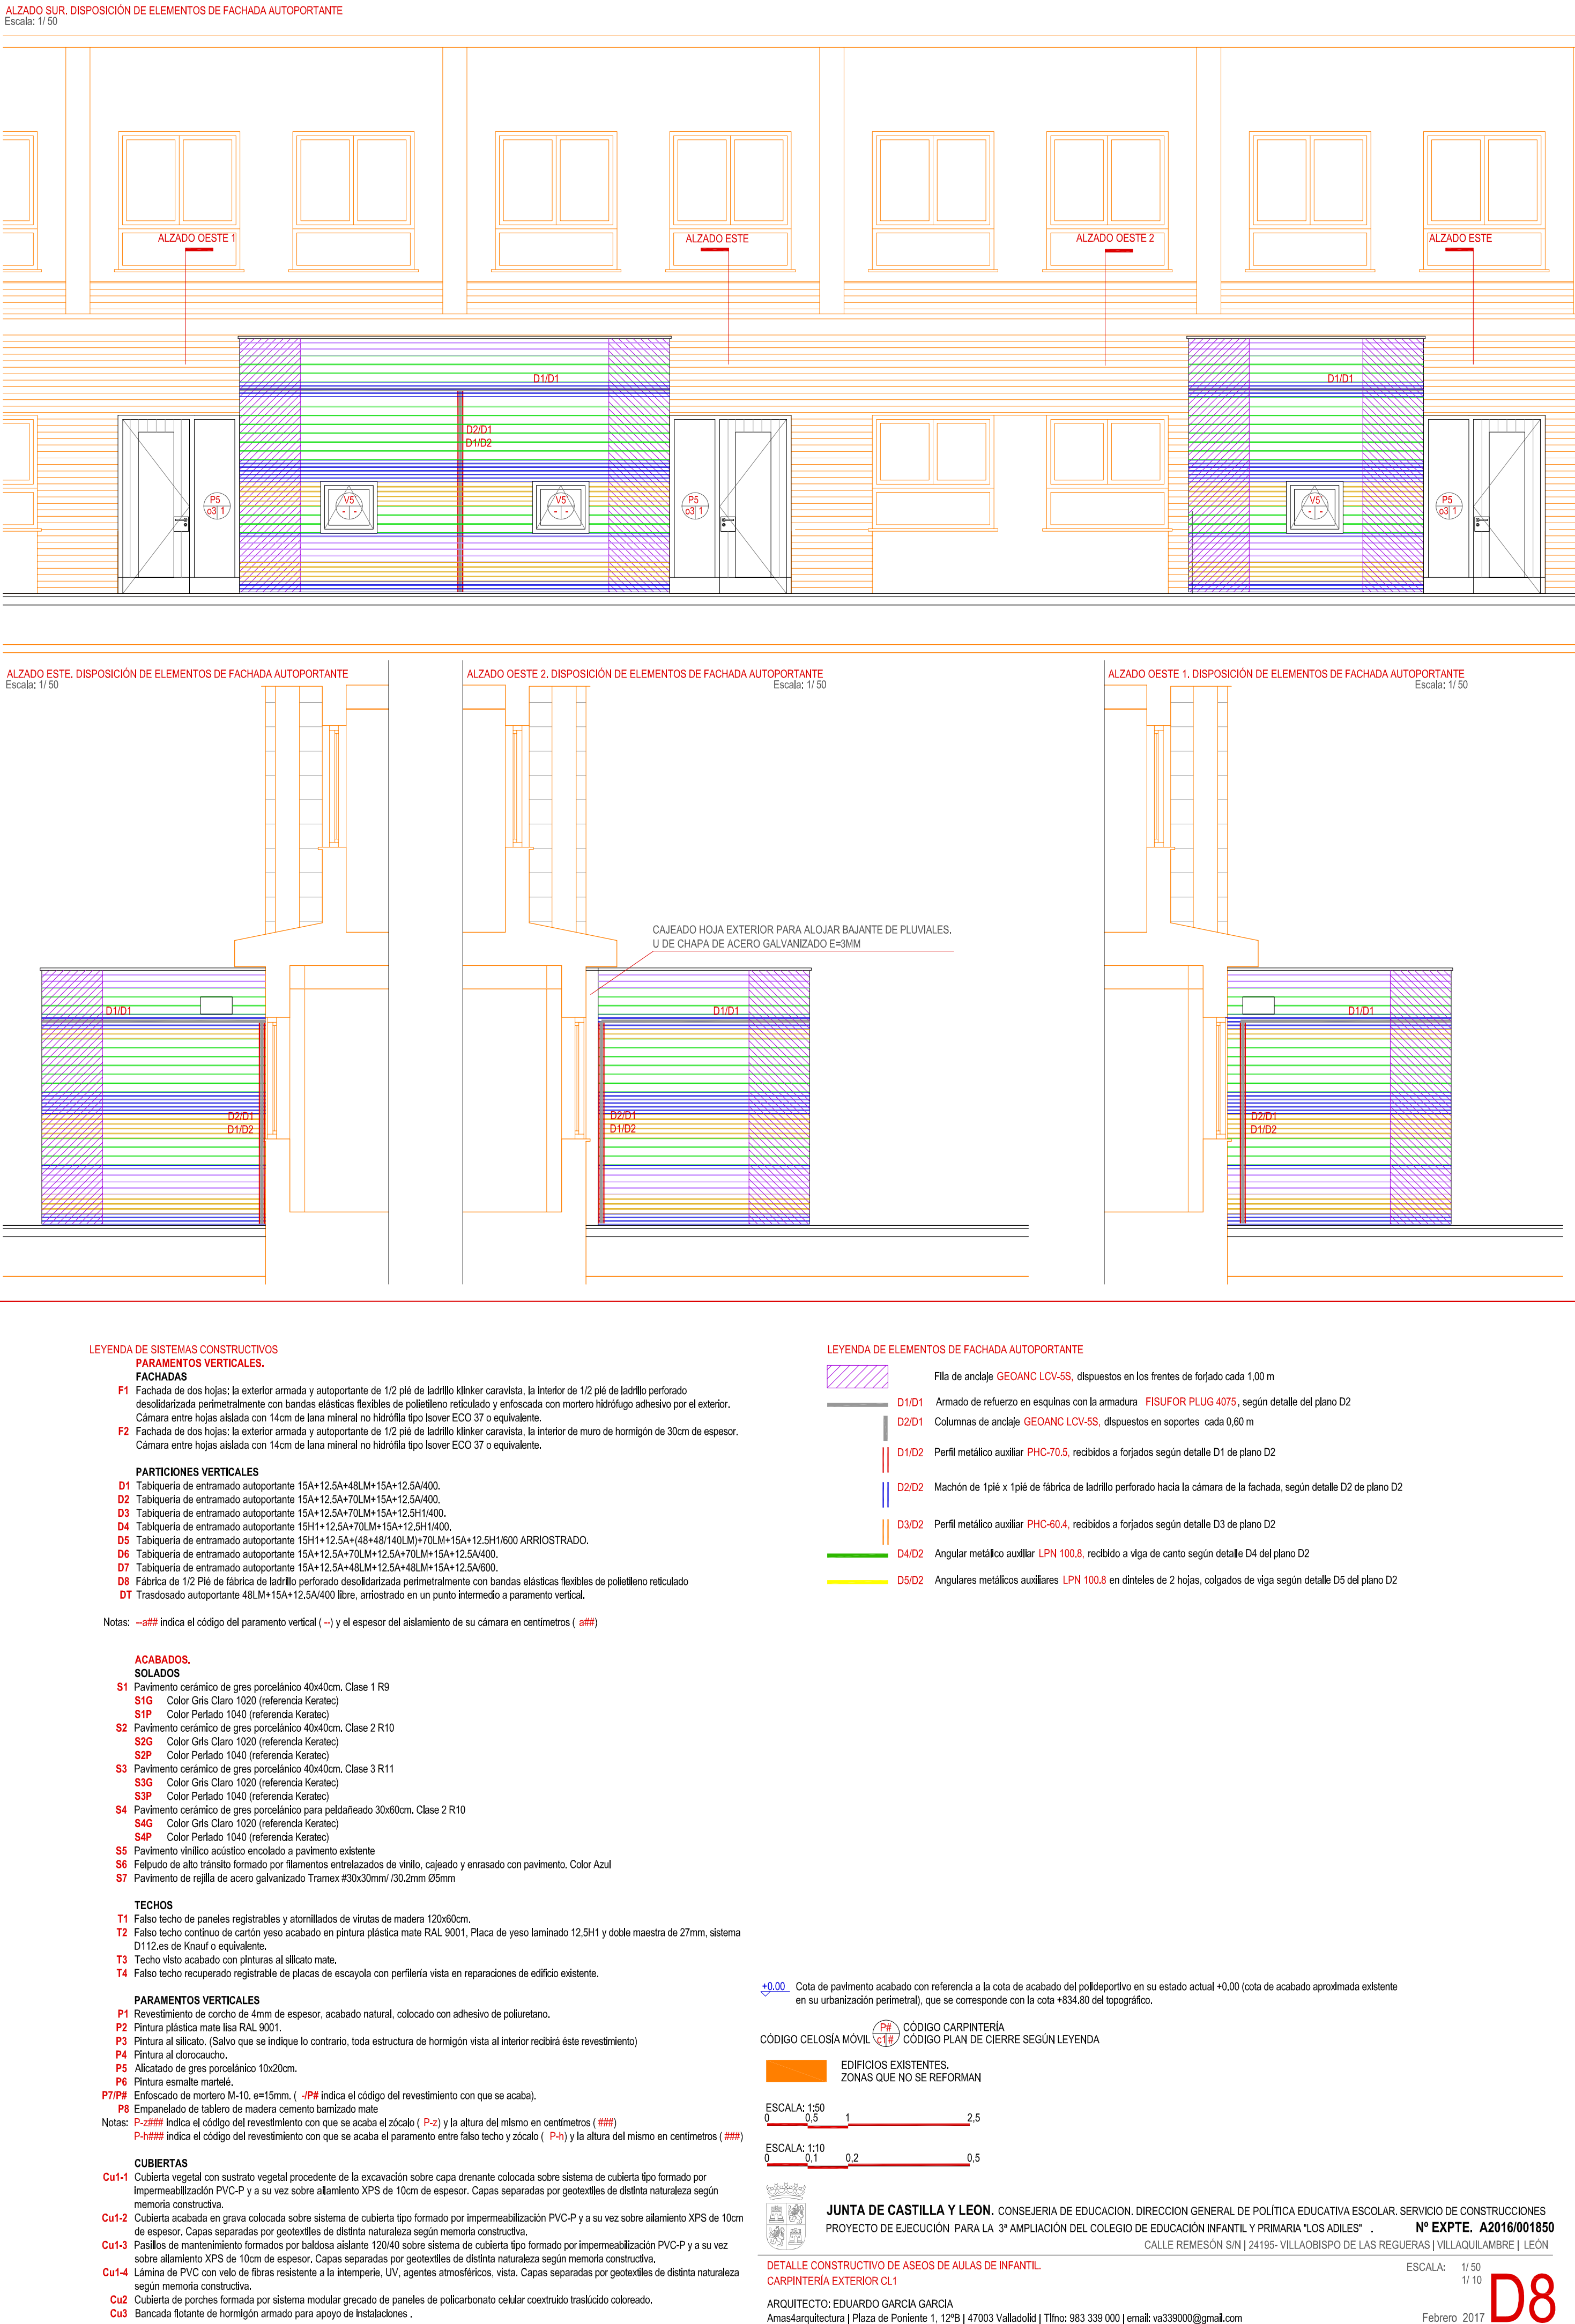 ALZADO SUR. DISPOSICIÓN DE ELEMENTOS DE FACHADA AUTOPORTANTE
Escala: 1/ 50
ALZADO OESTE 1
ALZADO ESTE
ALZADO OESTE 2
ALZADO ESTE
D1/D1
D1/D1
D2/D1
D1/D2
P5
o3 1
V5
- -
V5
- -
P5
o3 1
V5
- -
P5
o3 1
ALZADO ESTE. DISPOSICIÓN DE ELEMENTOS DE FACHADA AUTOPORTANTE
Escala: 1/ 50
ALZADO OESTE 2. DISPOSICIÓN DE ELEMENTOS DE FACHADA AUTOPORTANTE
Escala: 1/ 50
ALZADO OESTE 1. DISPOSICIÓN DE ELEMENTOS DE FACHADA AUTOPORTANTE
Escala: 1/ 50
CAJEADO HOJA EXTERIOR PARA ALOJAR BAJANTE DE PLUVIALES.
U DE CHAPA DE ACERO GALVANIZADO E=3MM
D1/D1
D1/D1
D1/D1
D2/D1
D1/D2
D2/D1
D1/D2
D2/D1
D1/D2
LEYENDA DE SISTEMAS CONSTRUCTIVOS
PARAMENTOS VERTICALES.
FACHADAS
F1 Fachada de dos hojas: la exterior armada y autoportante de 1/2 pié de ladrillo klinker caravista, la interior de 1/2 pié de ladrillo perforado
desolidarizada perimetralmente con bandas elásticas flexibles de polietileno reticulado y enfoscada con mortero hidrófugo adhesivo por el exterior.
Cámara entre hojas aislada con 14cm de lana mineral no hidrófila tipo Isover ECO 37 o equivalente.
F2 Fachada de dos hojas: la exterior armada y autoportante de 1/2 pié de ladrillo klinker caravista, la interior de muro de hormigón de 30cm de espesor.
Cámara entre hojas aislada con 14cm de lana mineral no hidrófila tipo Isover ECO 37 o equivalente.
PARTICIONES VERTICALES
D1 Tabiquería de entramado autoportante 15A+12.5A+48LM+15A+12.5A/400.
D2 Tabiquería de entramado autoportante 15A+12.5A+70LM+15A+12.5A/400.
D3 Tabiquería de entramado autoportante 15A+12.5A+70LM+15A+12.5H1/400.
D4 Tabiquería de entramado autoportante 15H1+12.5A+70LM+15A+12.5H1/400.
D5 Tabiquería de entramado autoportante 15H1+12.5A+(48+48/140LM)+70LM+15A+12.5H1/600 ARRIOSTRADO.
D6 Tabiquería de entramado autoportante 15A+12.5A+70LM+12.5A+70LM+15A+12.5A/400.
D7 Tabiquería de entramado autoportante 15A+12.5A+48LM+12.5A+48LM+15A+12.5A/600.
D8 Fábrica de 1/2 Pié de fábrica de ladrillo perforado desolidarizada perimetralmente con bandas elásticas flexibles de polietileno reticulado
DT Trasdosado autoportante 48LM+15A+12.5A/400 libre, arriostrado en un punto intermedio a paramento vertical.
Notas: --a## indica el código del paramento vertical ( --) y el espesor del aislamiento de su cámara en centímetros ( a##)
ACABADOS.
SOLADOS
S1 Pavimento cerámico de gres porcelánico 40x40cm. Clase 1 R9
S1G Color Gris Claro 1020 (referencia Keratec)
S1P Color Perlado 1040 (referencia Keratec)
S2 Pavimento cerámico de gres porcelánico 40x40cm. Clase 2 R10
S2G Color Gris Claro 1020 (referencia Keratec)
S2P Color Perlado 1040 (referencia Keratec)
S3 Pavimento cerámico de gres porcelánico 40x40cm. Clase 3 R11
S3G Color Gris Claro 1020 (referencia Keratec)
S3P Color Perlado 1040 (referencia Keratec)
S4 Pavimento cerámico de gres porcelánico para peldañeado 30x60cm. Clase 2 R10
S4G Color Gris Claro 1020 (referencia Keratec)
S4P Color Perlado 1040 (referencia Keratec)
S5 Pavimento vinílico acústico encolado a pavimento existente
S6 Felpudo de alto tránsito formado por filamentos entrelazados de vinilo, cajeado y enrasado con pavimento. Color Azul
S7 Pavimento de rejilla de acero galvanizado Tramex #30x30mm/ /30.2mm Ø5mm
TECHOS
T1 Falso techo de paneles registrables y atornillados de virutas de madera 120x60cm.
T2 Falso techo continuo de cartón yeso acabado en pintura plástica mate RAL 9001, Placa de yeso laminado 12,5H1 y doble maestra de 27mm, sistema
D112.es de Knauf o equivalente.
T3 Techo visto acabado con pinturas al silicato mate.
T4 Falso techo recuperado registrable de placas de escayola con perfilería vista en reparaciones de edificio existente.
PARAMENTOS VERTICALES
P1 Revestimiento de corcho de 4mm de espesor, acabado natural, colocado con adhesivo de poliuretano.
P2 Pintura plástica mate lisa RAL 9001.
P3 Pintura al silicato. (Salvo que se indique lo contrario, toda estructura de hormigón vista al interior recibirá éste revestimiento)
P4 Pintura al clorocaucho.
P5 Alicatado de gres porcelánico 10x20cm.
P6 Pintura esmalte martelé.
P7/P# Enfoscado de mortero M-10. e=15mm. ( -/P# indica el código del revestimiento con que se acaba).
P8 Empanelado de tablero de madera cemento barnizado mate
Notas: P-z### indica el código del revestimiento con que se acaba el zócalo ( P-z) y la altura del mismo en centímetros ( ###)
P-h### indica el código del revestimiento con que se acaba el paramento entre falso techo y zócalo ( P-h) y la altura del mismo en centímetros ( ###)
CUBIERTAS
Cu1-1 Cubierta vegetal con sustrato vegetal procedente de la excavación sobre capa drenante colocada sobre sistema de cubierta tipo formado por
impermeabilización PVC-P y a su vez sobre ailamiento XPS de 10cm de espesor. Capas separadas por geotextiles de distinta naturaleza según
memoria constructiva.
Cu1-2 Cubierta acabada en grava colocada sobre sistema de cubierta tipo formado por impermeabilización PVC-P y a su vez sobre ailamiento XPS de 10cm
de espesor. Capas separadas por geotextiles de distinta naturaleza según memoria constructiva.
Cu1-3 Pasillos de mantenimiento formados por baldosa aislante 120/40 sobre sistema de cubierta tipo formado por impermeabilización PVC-P y a su vez
sobre ailamiento XPS de 10cm de espesor. Capas separadas por geotextiles de distinta naturaleza según memoria constructiva.
Cu1-4 Lámina de PVC con velo de fibras resistente a la intemperie, UV, agentes atmosféricos, vista. Capas separadas por geotextiles de distinta naturaleza
según memoria constructiva.
Cu2 Cubierta de porches formada por sistema modular grecado de paneles de policarbonato celular coextruido traslúcido coloreado.
Cu3 Bancada flotante de hormigón armado para apoyo de instalaciones .
LEYENDA DE ELEMENTOS DE FACHADA AUTOPORTANTE
Fila de anclaje GEOANC LCV-5S, dispuestos en los frentes de forjado cada 1,00 m
D1/D1 Armado de refuerzo en esquinas con la armadura FISUFOR PLUG 4075, según detalle del plano D2
D2/D1 Columnas de anclaje GEOANC LCV-5S, dispuestos en soportes cada 0,60 m
D1/D2 Perfil metálico auxiliar PHC-70.5, recibidos a forjados según detalle D1 de plano D2
D2/D2 Machón de 1pié x 1pié de fábrica de ladrillo perforado hacia la cámara de la fachada, según detalle D2 de plano D2
D3/D2 Perfil metálico auxiliar PHC-60.4, recibidos a forjados según detalle D3 de plano D2
D4/D2 Angular metálico auxiliar LPN 100.8, recibido a viga de canto según detalle D4 del plano D2
D5/D2 Angulares metálicos auxiliares LPN 100.8 en dinteles de 2 hojas, colgados de viga según detalle D5 del plano D2
+0.00 Cota de pavimento acabado con referencia a la cota de acabado del polideportivo en su estado actual +0,00 (cota de acabado aproximada existente
en su urbanización perimetral), que se corresponde con la cota +834.80 del topográfico.
P# CÓDIGO CARPINTERÍA
CÓDIGO CELOSÍA MÓVIL c1# CÓDIGO PLAN DE CIERRE SEGÚN LEYENDA
EDIFICIOS EXISTENTES.
ZONAS QUE NO SE REFORMAN
ESCALA: 1:50
0 0,5 1 2,5
ESCALA: 1:10
0 0,1 0,2 0,5
JUNTA DE CASTILLA Y LEON. CONSEJERIA DE EDUCACION. DIRECCION GENERAL DE POLÍTICA EDUCATIVA ESCOLAR. SERVICIO DE CONSTRUCCIONES
PROYECTO DE EJECUCIÓN PARA LA 3ª AMPLIACIÓN DEL COLEGIO DE EDUCACIÓN INFANTIL Y PRIMARIA "LOS ADILES" . Nº EXPTE. A2016/001850
CALLE REMESÓN S/N | 24195- VILLAOBISPO DE LAS REGUERAS | VILLAQUILAMBRE | LEÓN
DETALLE CONSTRUCTIVO DE ASEOS DE AULAS DE INFANTIL.
CARPINTERÍA EXTERIOR CL1
ESCALA: 1/ 50
1/ 10
D8
ARQUITECTO: EDUARDO GARCIA GARCIA
Amas4arquitectura | Plaza de Poniente 1, 12ºB | 47003 Valladolid | Tlfno: 983 339 000 | email: va339000@gmail.com
Febrero 2017